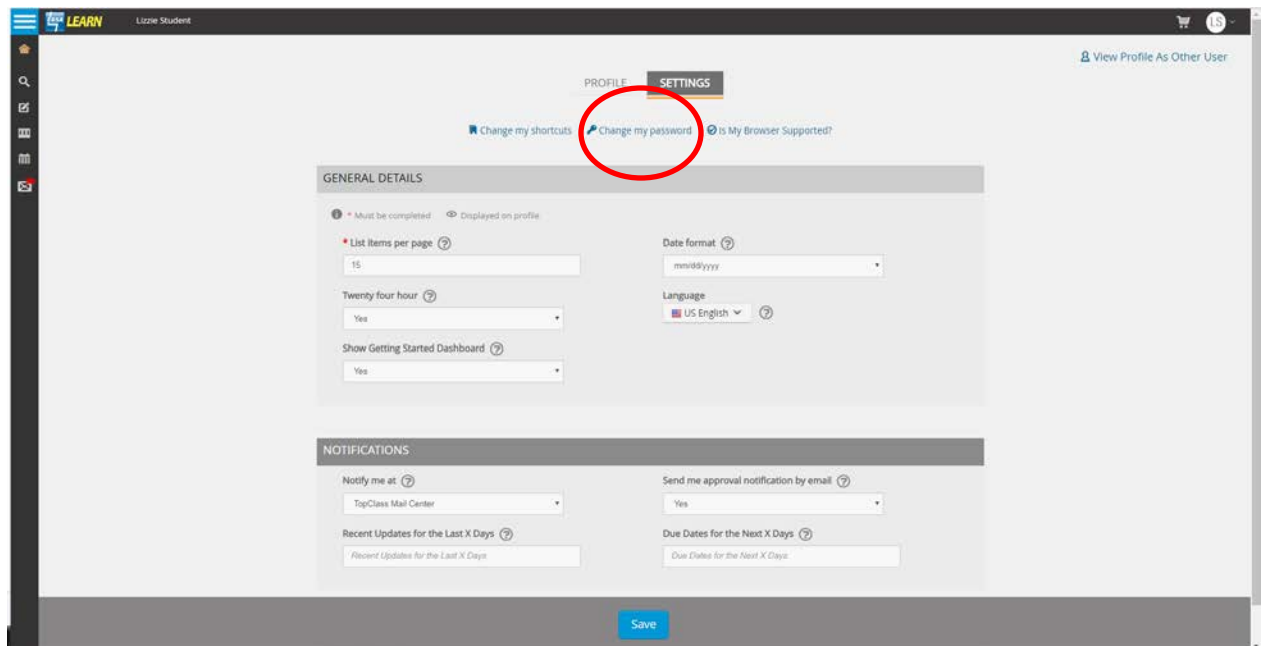 LEARN Lizzie Student LS
View Profile As Other User
PROFILE SETTINGS
Change my shortcuts Change my password Is My Browser Supported?
GENERAL DETAILS
* Must be completed Displayed on profile
* List items per page Date format
15 mm/dd/yyyy
Twenty four hour Language
Yes US English
Show Getting Started Dashboard
Yes
NOTIFICATIONS
Notify me at Send me approval notification by email
TopClass Mail Center Yes
Recent Updates for the Last X Days Due Dates for the Next X Days
Recent Updates for the Last X Days Due Dates for the Next X Days
Save